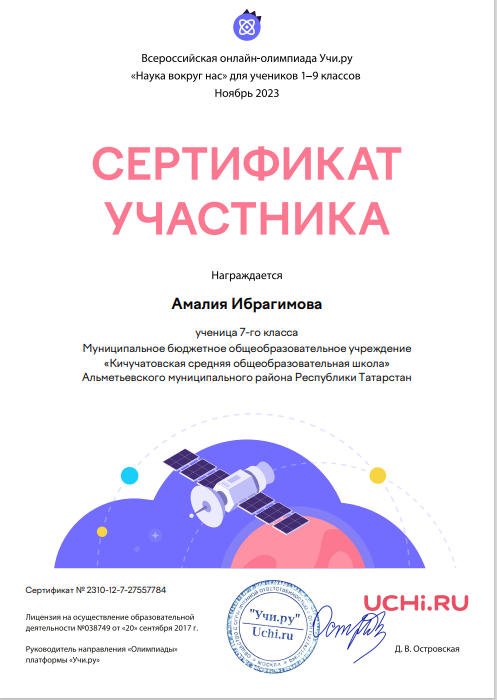 Всероссийская онлайн-олимпиада Учи.ру
«Наука вокруг нас» для учеников 1–9 классов
Ноябрь 2023
СЕРТИФИКАТ
УЧАСТНИКА
Награждается
Амалия Ибрагимова
ученица 7-го класса
Муниципальное бюджетное общеобразовательное учреждение
«Кичучатовская средняя общеобразовательная школа»
Альметьевского муниципального района Республики Татарстан
Сертификат № 2310-12-7-27557784
Лицензия на осуществление образовательной
деятельности №038749 от «20» сентября 2017 г.
Руководитель направления «Олимпиады»
платформы «Учи.ру»
"Учи.ру"
Uchi.ru
UCHi.RU
Д. В. Островская